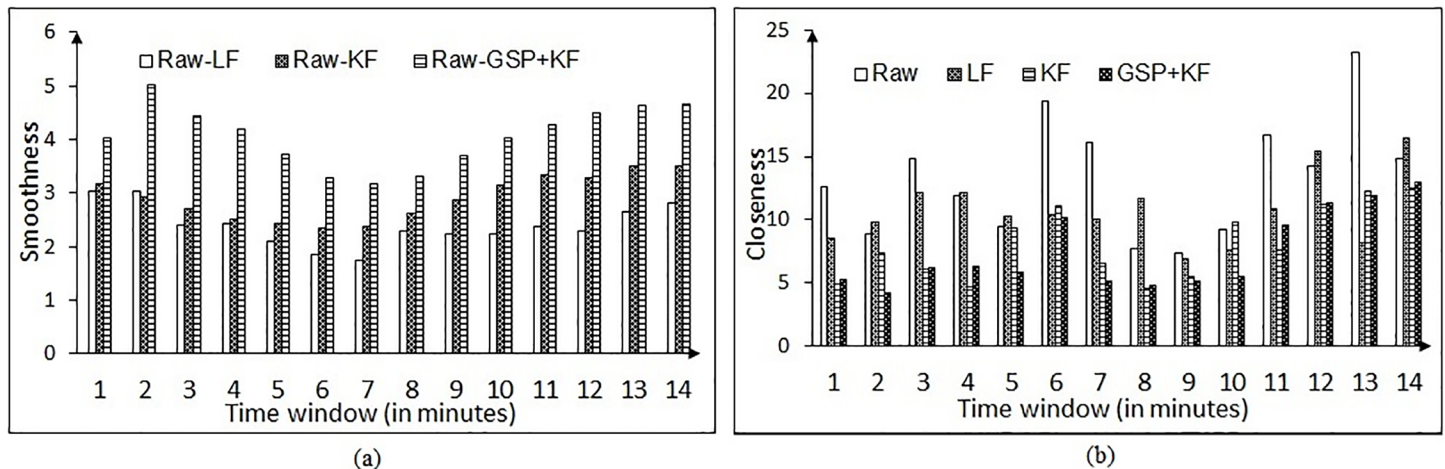 6
5
4
3
2
1
0
Smoothness
Raw-LF Raw-KF Raw-GSP+KF
1 2 3 4 5 6 7 8 9 10 11 12 13 14
Time window (in minutes)
(a)
25
20
15
10
5
0
Closeness
Raw LF KF GSP+KF
1 2 3 4 5 6 7 8 9 10 11 12 13 14
Time window (in minutes)
(b)